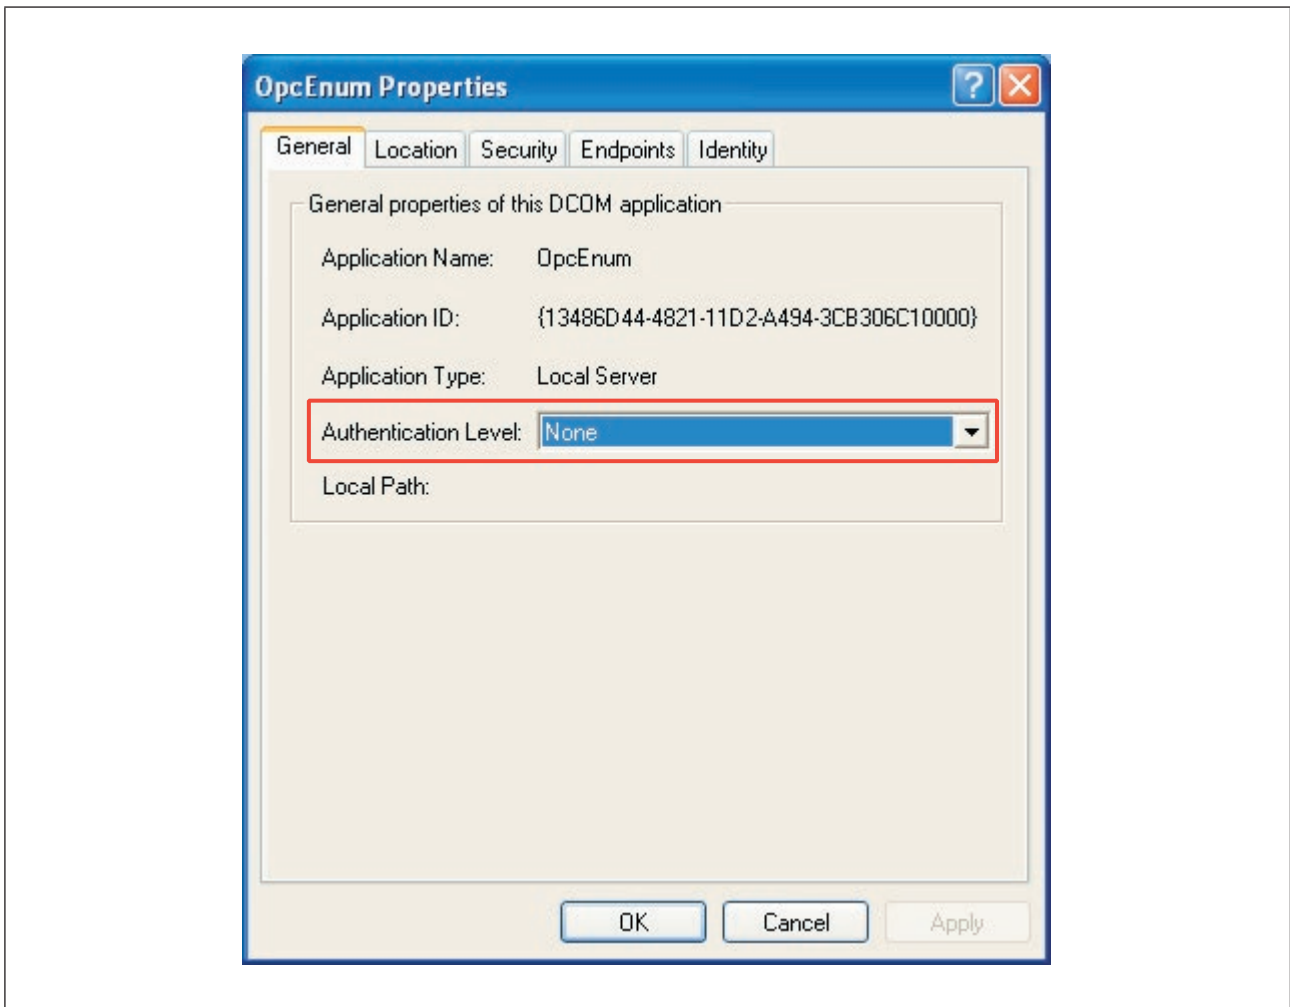 OpcEnum Properties
General Location Security Endpoints Identity
General properties of this DCOM application
Application Name: OpcEnum
Application ID: {13486D44-4821-11D2-A494-3CB306C10000}
Application Type: Local Server
Authentication Level: None
Local Path:
OK Cancel Apply